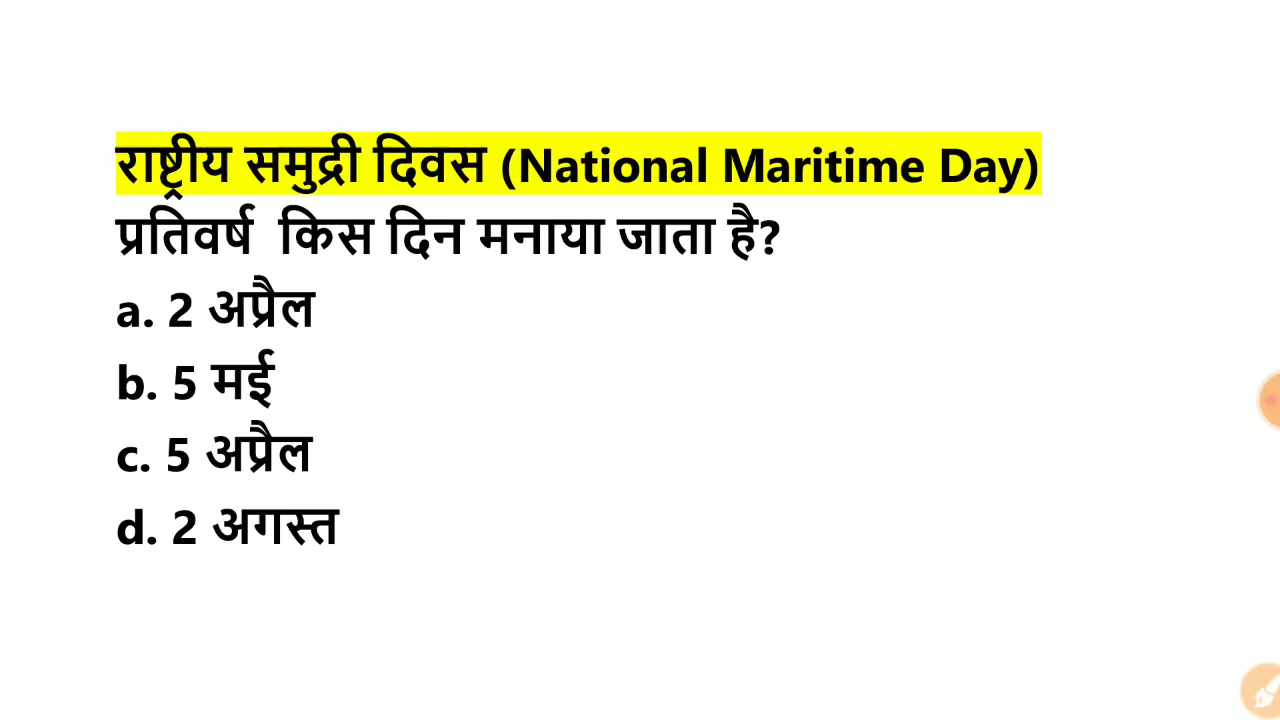 राष्ट्रीय समुद्री दिवस (National Maritime Day)
प्रतिवर्ष किस दिन मनाया जाता है?
a. 2 अप्रैल
b. 5 मई
c. 5 अप्रैल
d. 2 अगस्त